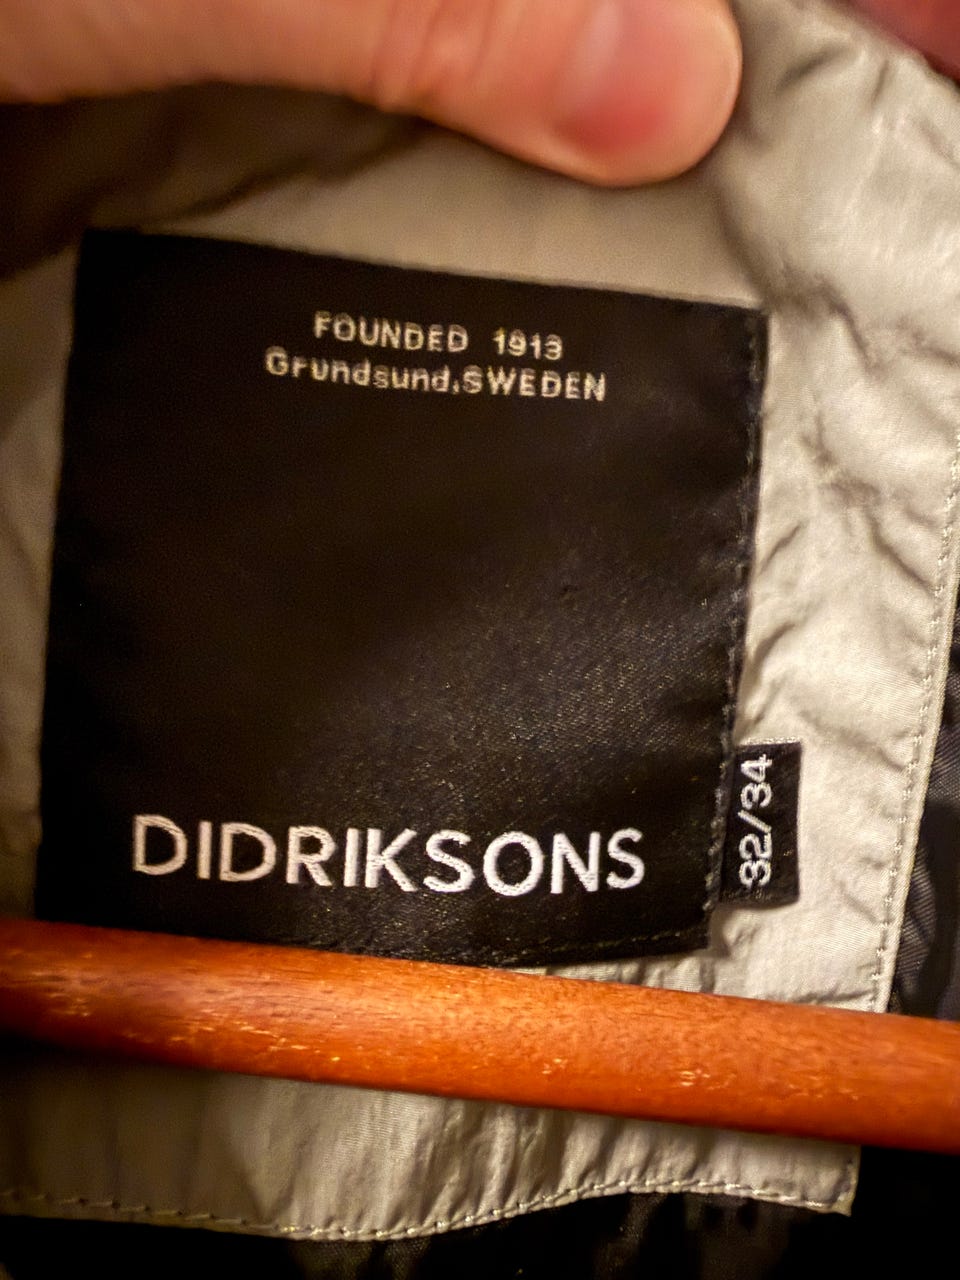 FOUNDED 1913
Grundsund.SWEDEN
DIDRIKSONS
32/34